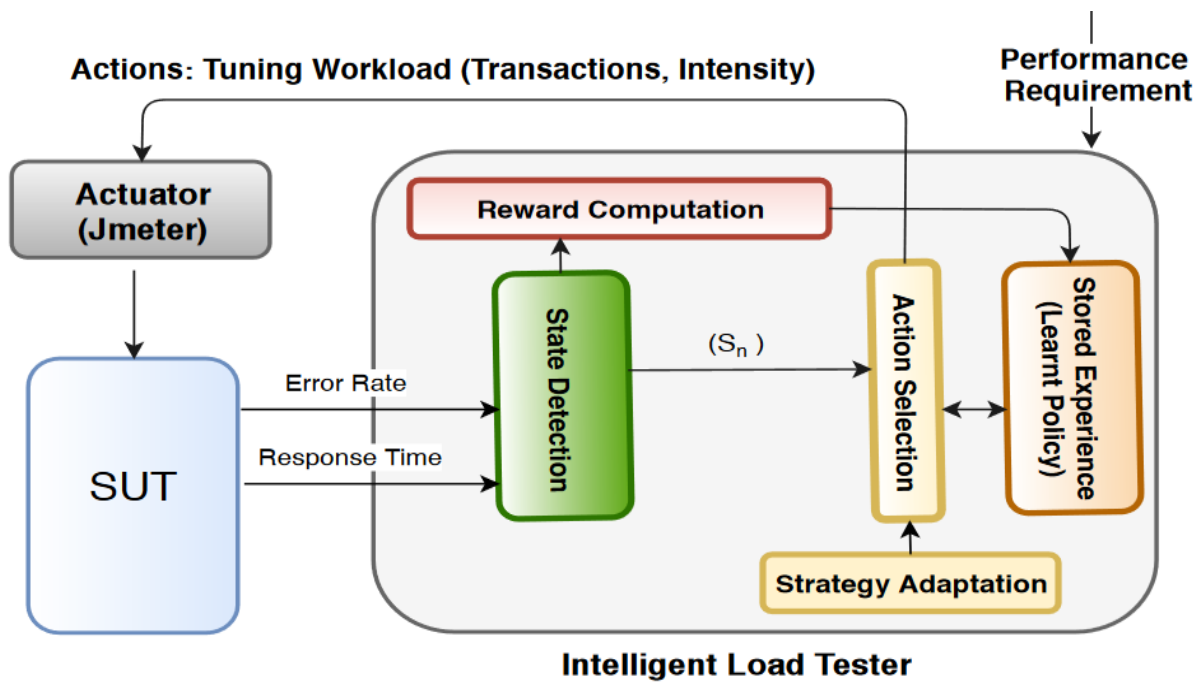 Actions: Tuning Workload (Transactions, Intensity)
Performance
Requirement
Actuator
(Jmeter)
Reward Computation
State Detection
(Sn )
Action Selection
Stored Experience
(Learnt Policy)
Error Rate
Response Time
SUT
Strategy Adaptation
Intelligent Load Tester